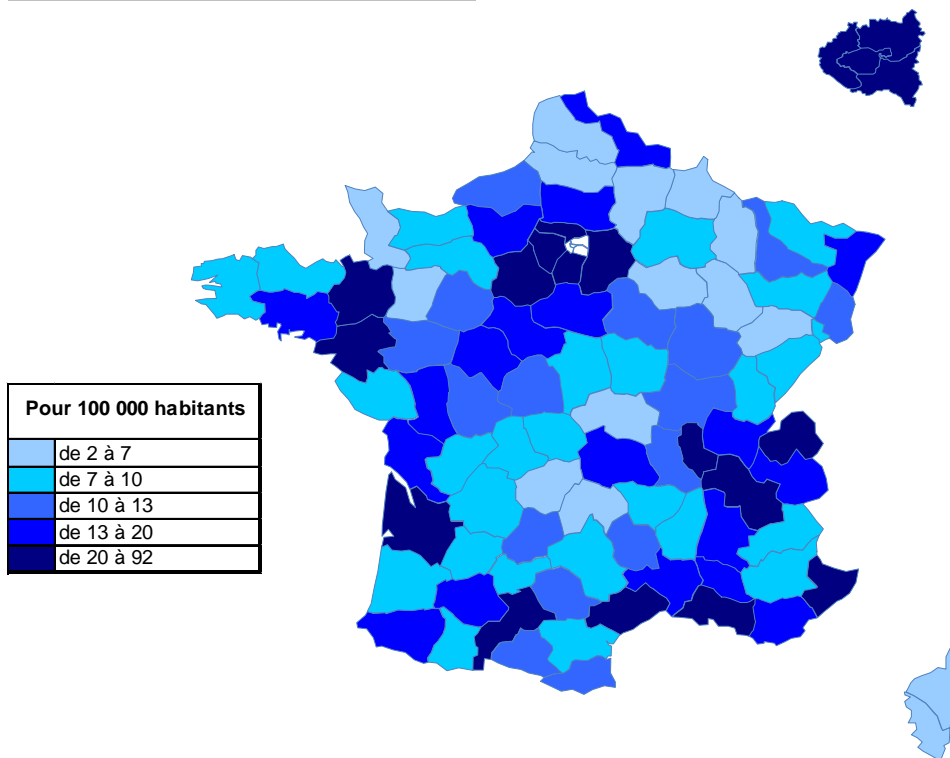 Pour 100 000 habitants
de 2 à 7
de 7 à 10
de 10 à 13
de 13 à 20
de 20 à 92